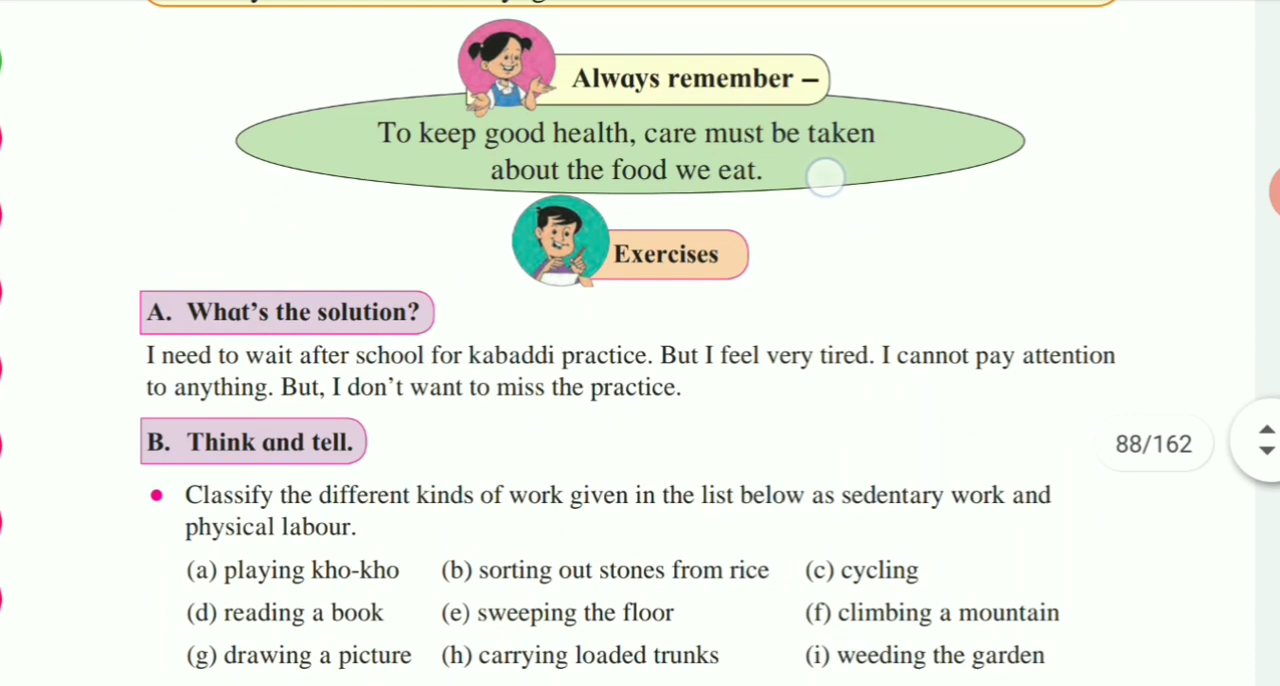 Always remember –
To keep good health, care must be taken
about the food we eat.
Exercises
A. What's the solution?
I need to wait after school for kabaddi practice. But I feel very tired. I cannot pay attention
to anything. But, I don't want to miss the practice.
B. Think and tell.
88/162
• Classify the different kinds of work given in the list below as sedentary work and
physical labour.
(a) playing kho-kho (b) sorting out stones from rice (c) cycling
(d) reading a book (e) sweeping the floor (f) climbing a mountain
(g) drawing a picture (h) carrying loaded trunks (i) weeding the garden